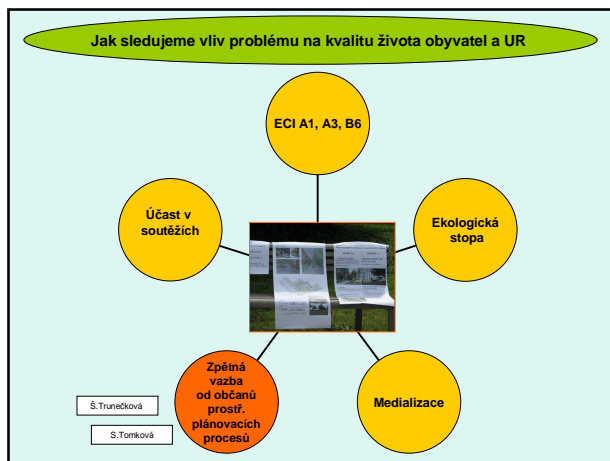 Jak sledujeme vliv problému na kvalitu života obyvatel a UR
ECI A1, A3, B6
Účast v
soutěžích
Ekologická
stopa
Zpětná
vazba
od občanů
prostř.
plánovacích
procesů
Medializace
Š.Trunečková
S.Tomková